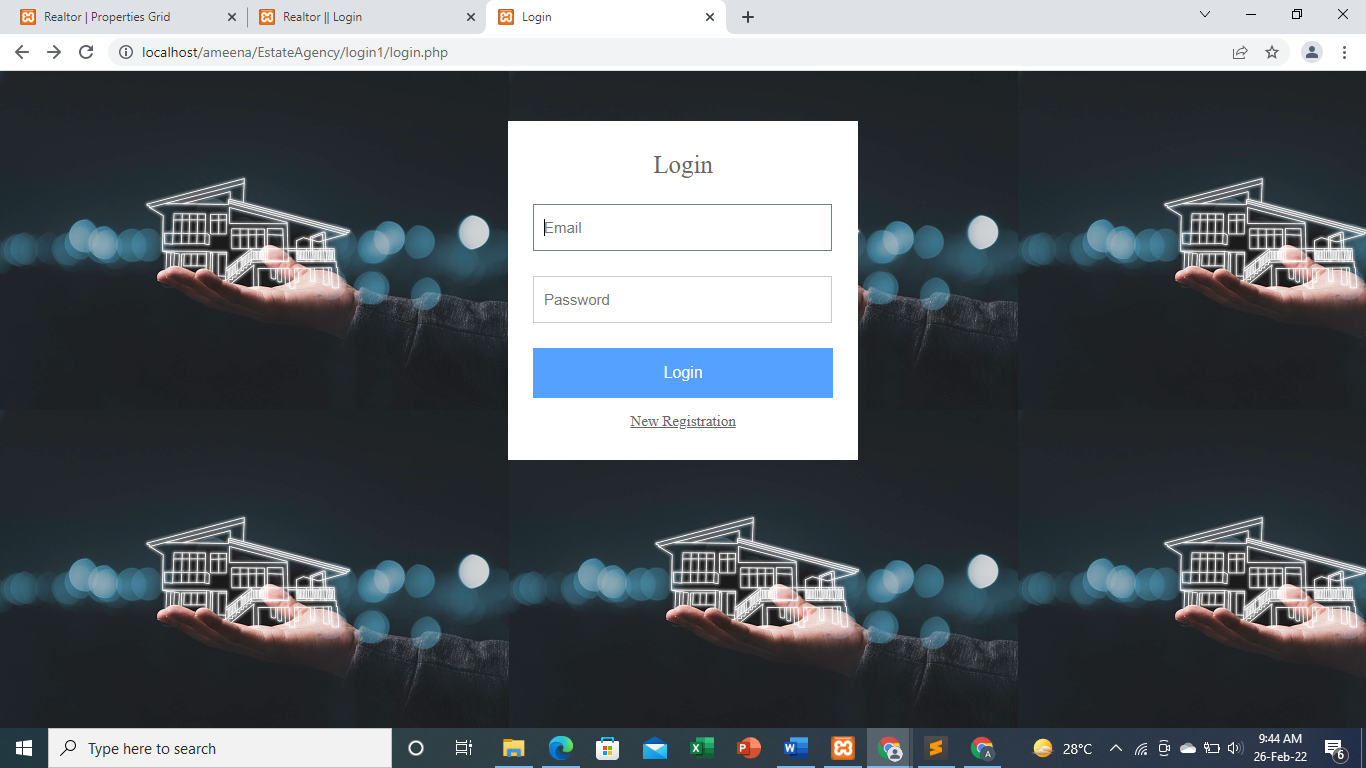 Realotor | Properties Grid
Realtor || Login
Login
localhost/ameena/EstateAgency/login1/login.php
Login
Email
Password
Login
New Registration
Type here to search
28°C
9:44 AM
26-Feb-22
6